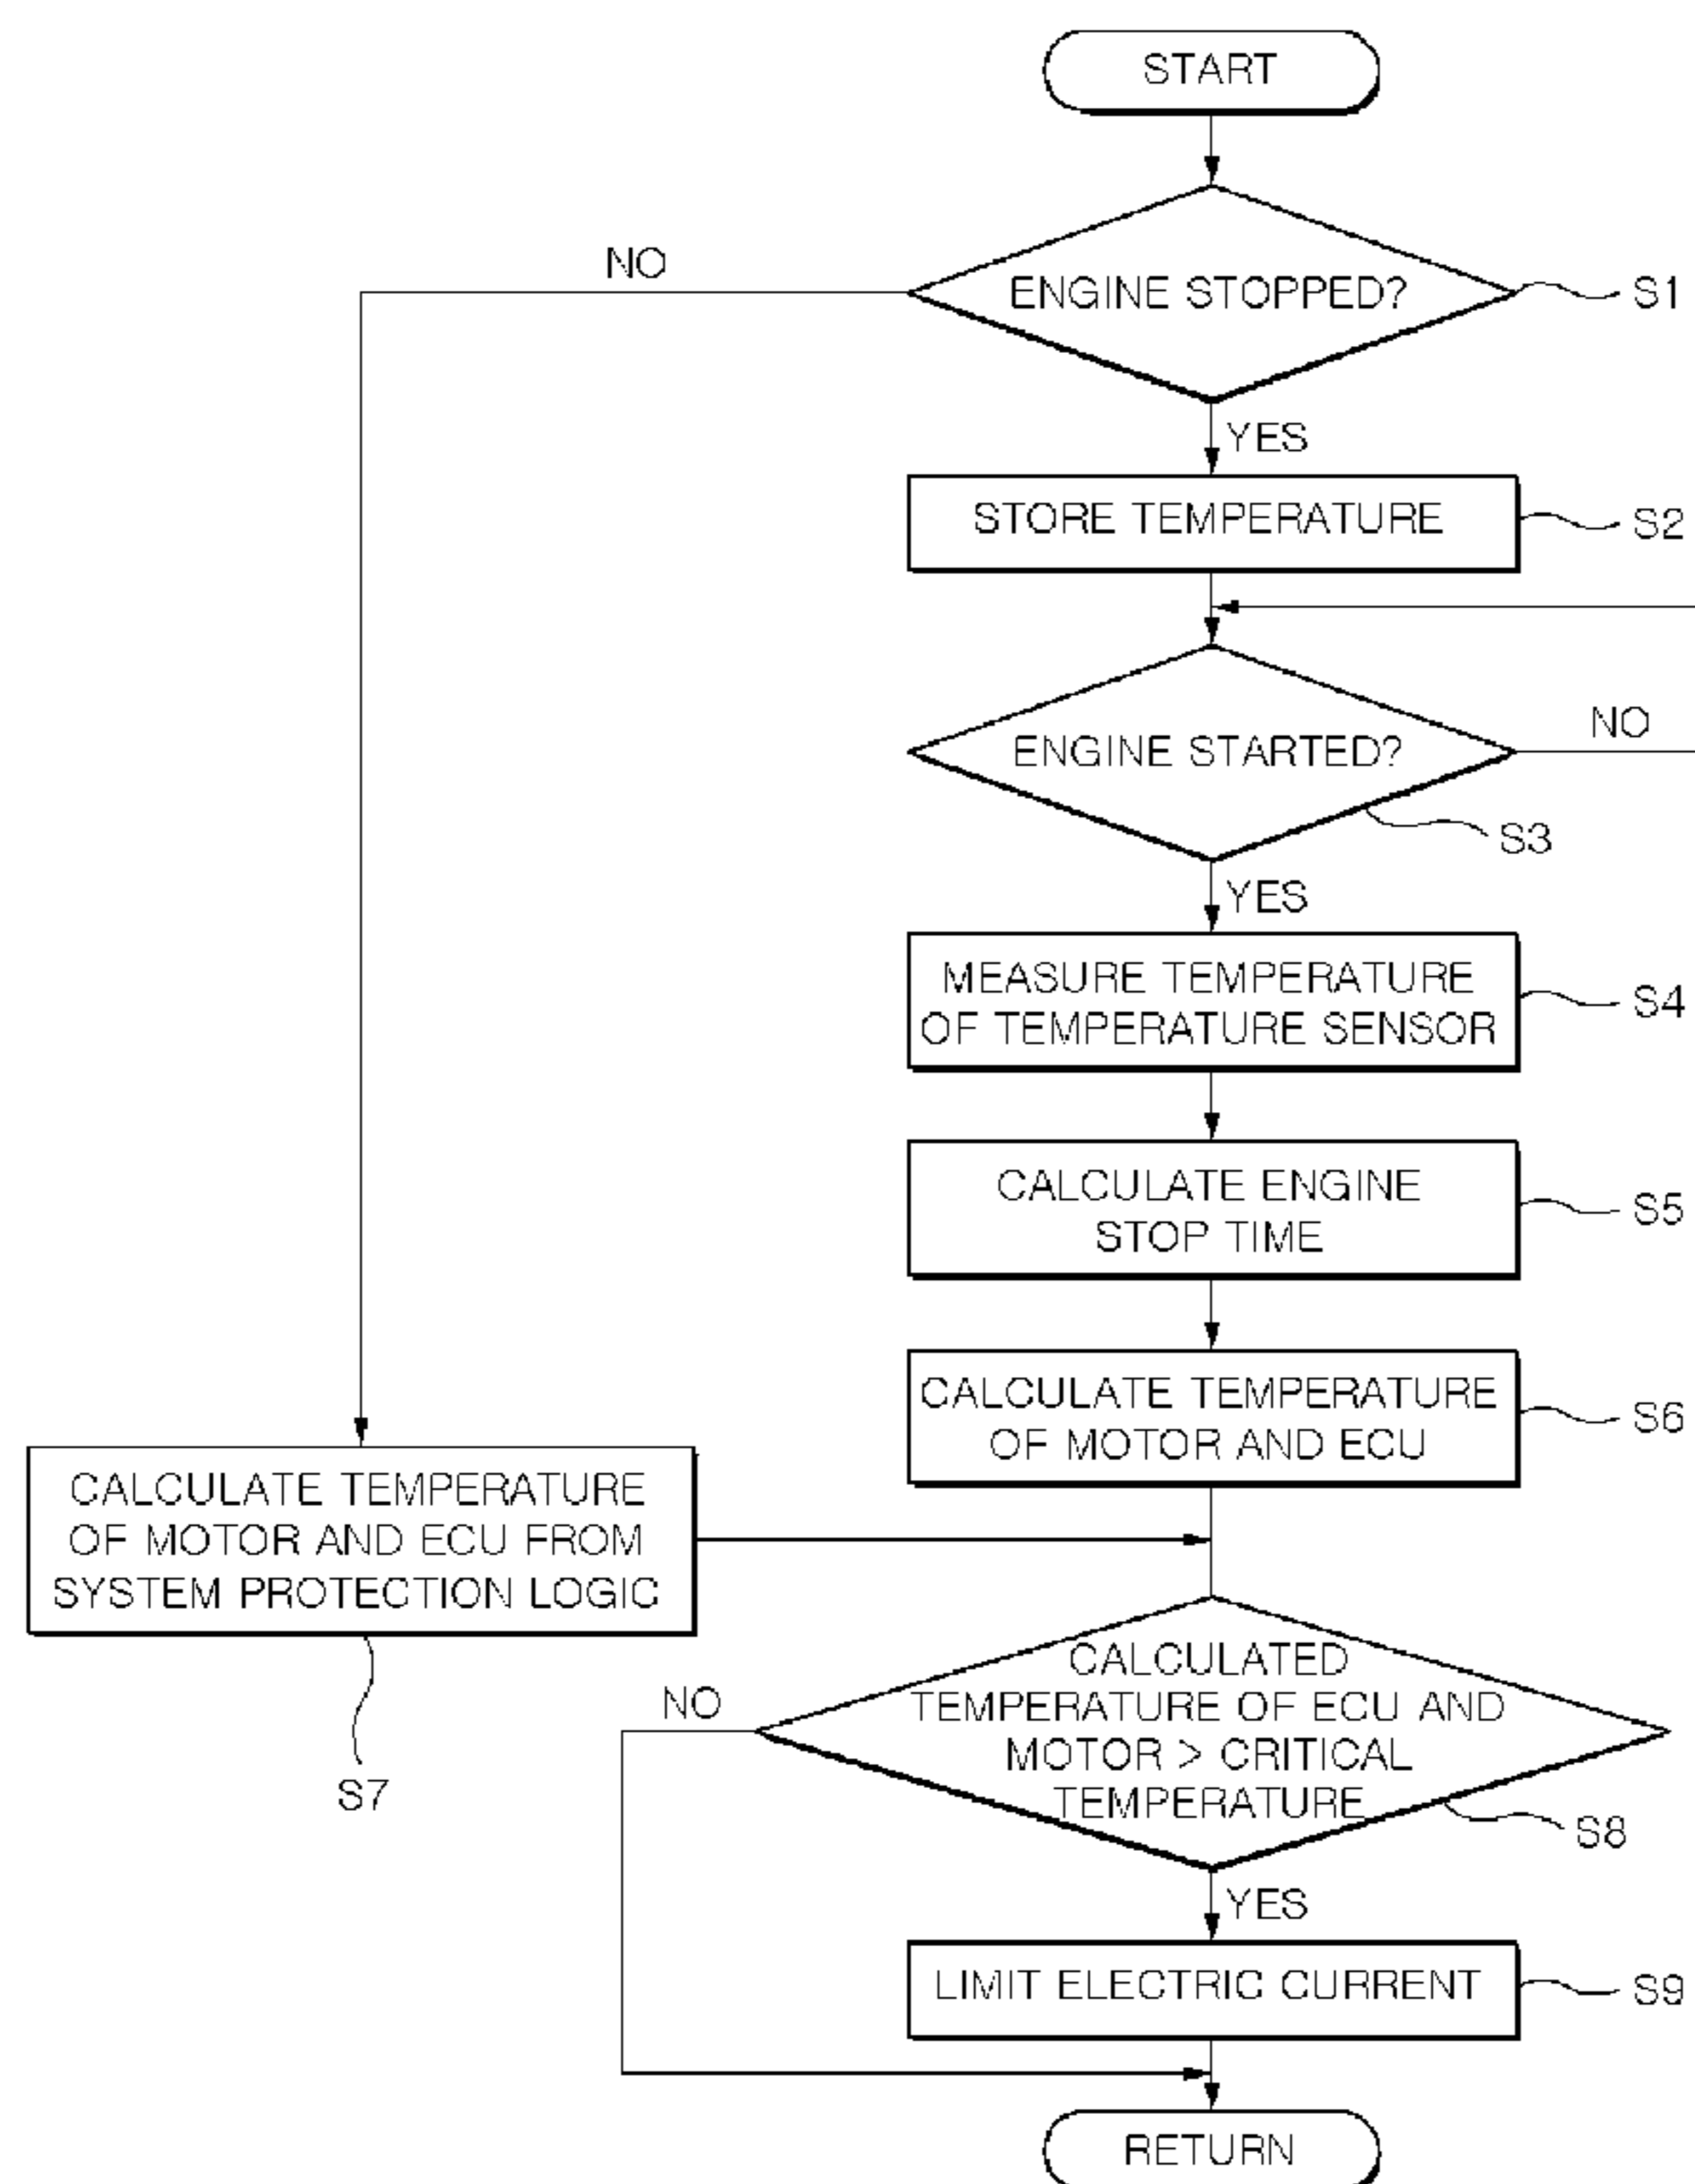 START
NO
ENGINE STOPPED?
S1
YES
STORE TEMPERATURE
S2
ENGINE STARTED?
NO
S3
YES
MEASURE TEMPERATURE
OF TEMPERATURE SENSOR
S4
CALCULATE ENGINE
STOP TIME
S5
CALCULATE TEMPERATURE
OF MOTOR AND ECU
S6
CALCULATE TEMPERATURE
OF MOTOR AND ECU FROM
SYSTEM PROTECTION LOGIC
S7
CALCULATED
TEMPERATURE OF ECU AND
MOTOR > CRITICAL
TEMPERATURE
NO
S8
YES
LIMIT ELECTRIC CURRENT
S9
RETURN